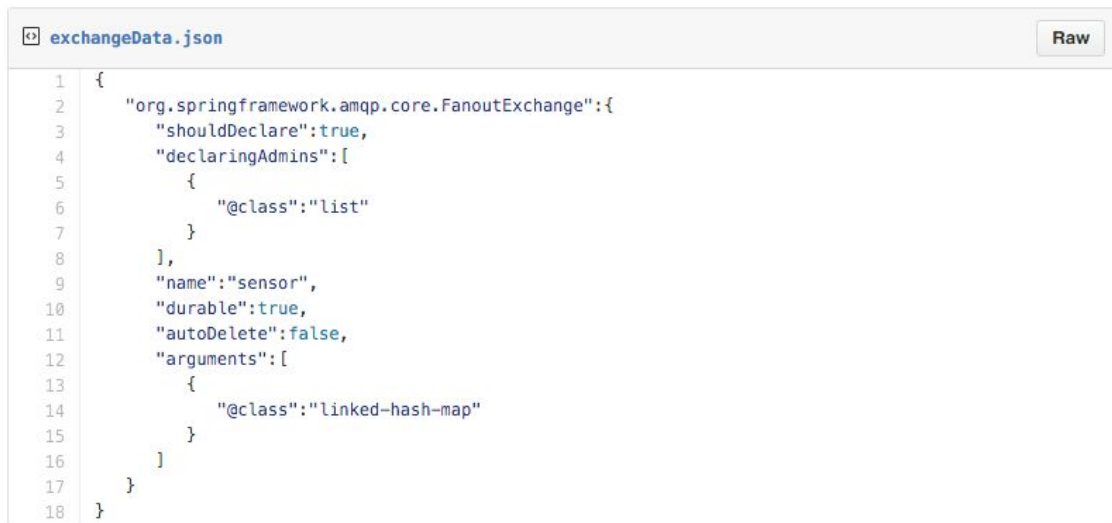 exchangeData.json
Raw
1 {
2 "org.springframework.amqp.core.FanoutExchange":{
3 "shouldDeclare":true,
4 "declaringAdmins":[
5 {
6 "@class":"list"
7 }
8 ],
9 "name":"sensor",
10 "durable":true,
11 "autoDelete":false,
12 "arguments":[
13 {
14 "@class":"linked-hash-map"
15 }
16 ]
17 }
18 }